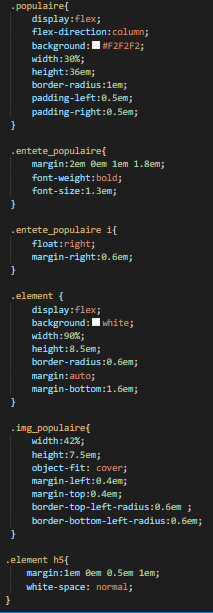 .populaire{
display:flex;
flex-direction:column;
background:#F2F2F2;
width:30%;
height:36em;
border-radius:1em;
padding-left:0.5em;
padding-right:0.5em;
}
.entete_populaire{
margin:2em 0em 1em 1.8em;
font-weight:bold;
font-size:1.3em;
}
.entete_populaire i{
float:right;
margin-right:0.6em;
}
.element {
display:flex;
background:white;
width:90%;
height:8.5em;
border-radius:0.6em;
margin:auto;
margin-bottom:1.6em;
}
.img_populaire{
width:42%;
height:7.5em;
object-fit: cover;
margin-left:0.4em;
margin-top:0.4em;
border-top-left-radius:0.6em ;
border-bottom-left-radius:0.6em;
}
.element h5{
margin:1em 0em 0.5em 1em;
white-space: normal;
}